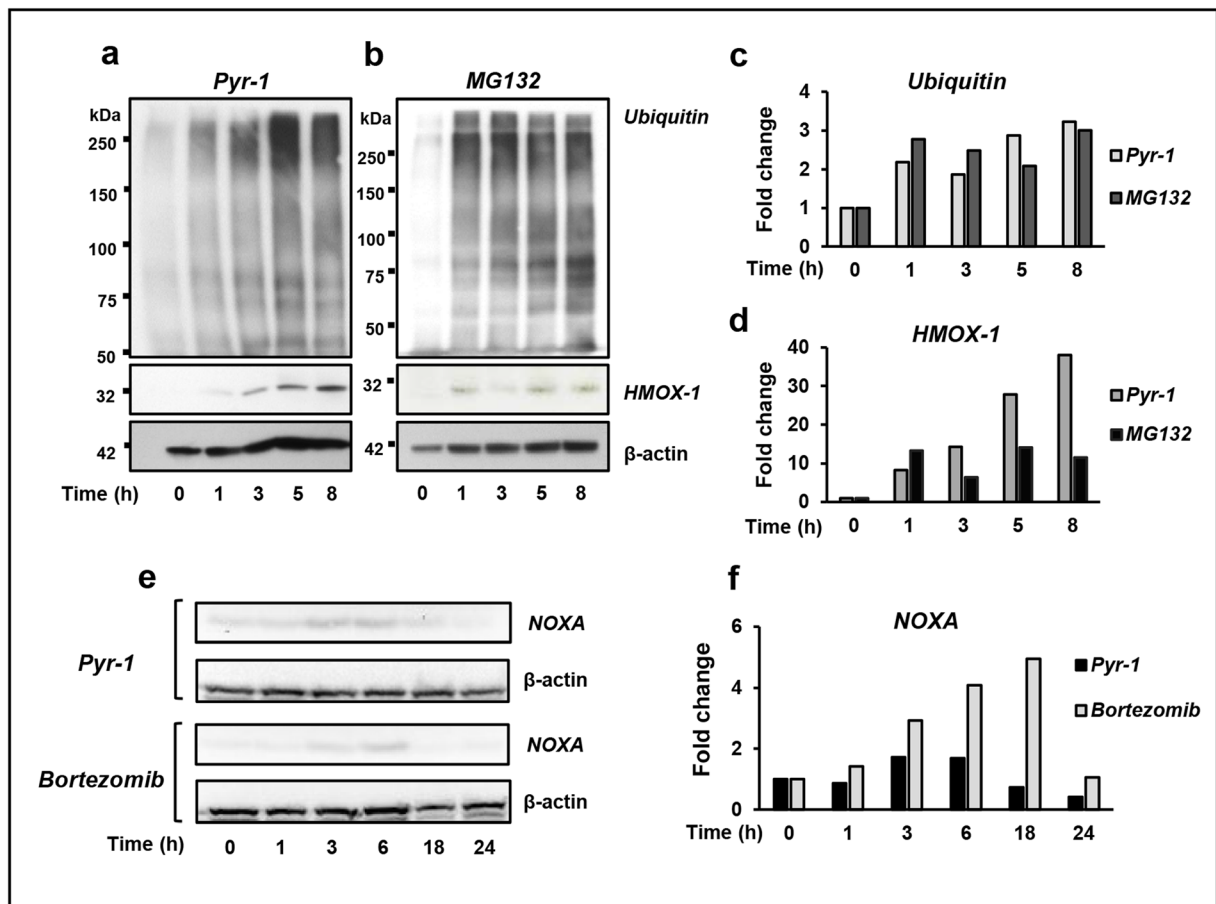 a
Pyr-1
kDa
250
150
100
75
50
32
42
Time (h) 0 1 3 5 8
b
MG132
kDa
250
150
100
75
50
32
42
0 1 3 5 8
Ubiquitin
HMOX-1
β-actin
c
Ubiquitin
Fold change
4
3
2
1
0
Time (h) 0 1 3 5 8
Pyr-1
MG132
d
HMOX-1
Fold change
40
30
20
10
0
Time (h) 0 1 3 5 8
Pyr-1
MG132
e
Pyr-1
NOXA
β-actin
Bortezomib
NOXA
β-actin
Time (h) 0 1 3 6 18 24
f
NOXA
Fold change
6
4
2
0
Time (h) 0 1 3 6 18 24
Pyr-1
Bortezomib